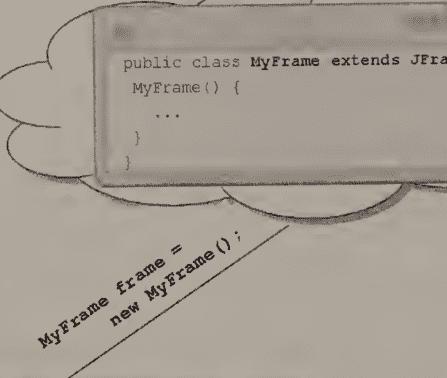 public class MyFrame extends JFra
MyFrame() {
...
}
}
MyFrame frame =
new MyFrame();